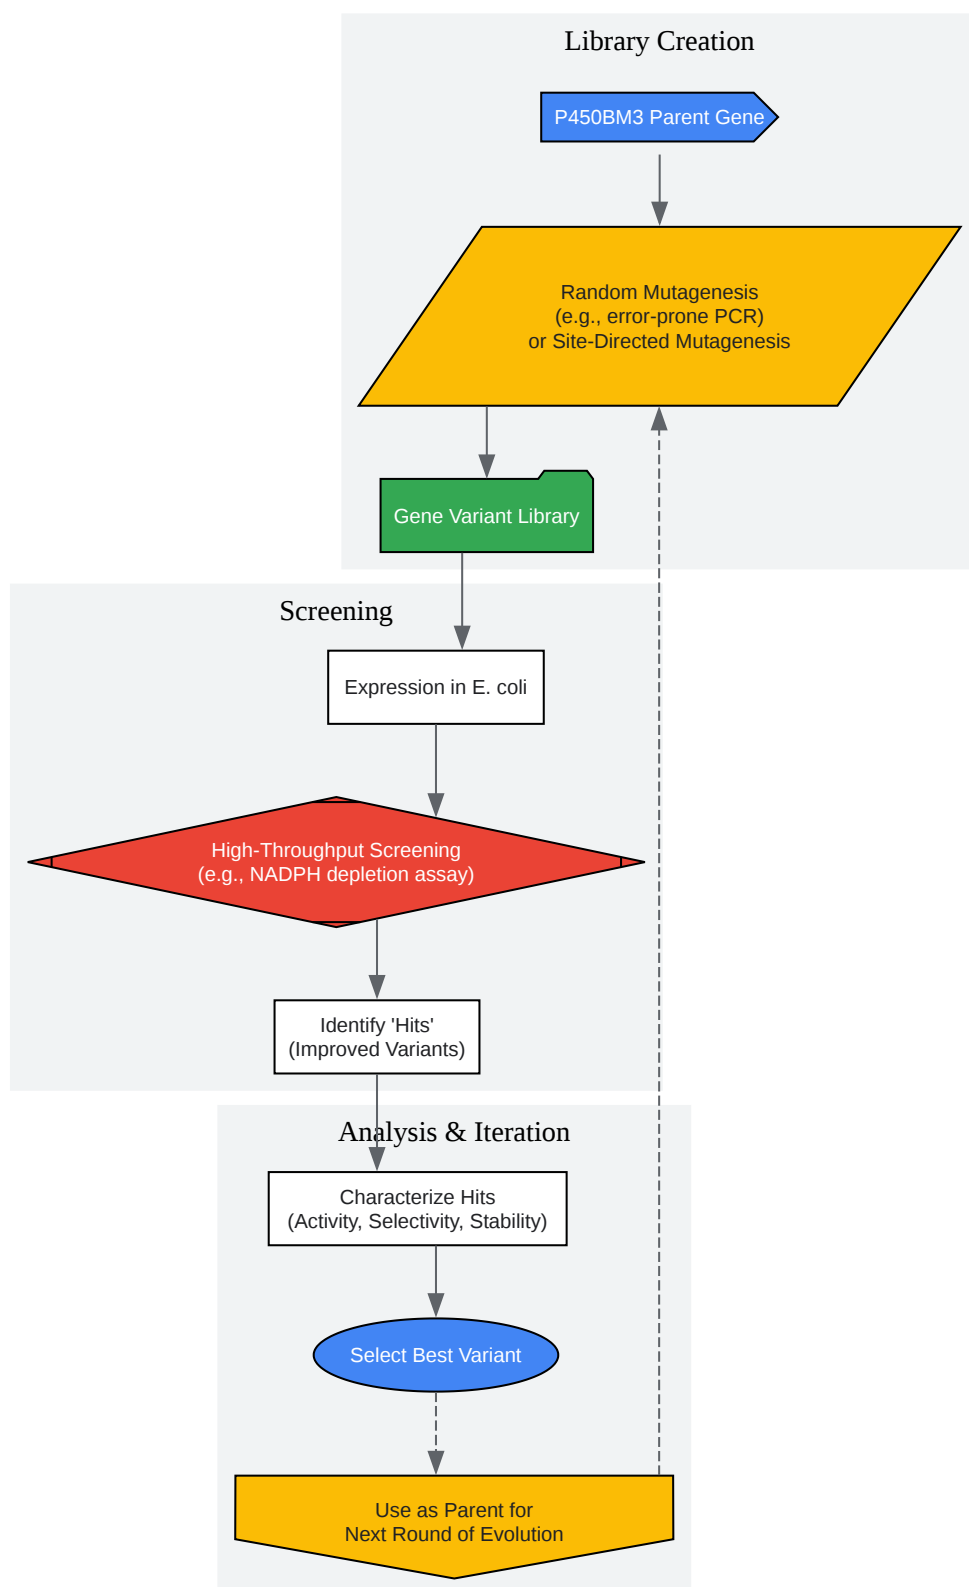 Library Creation
P450BM3 Parent Gene
Random Mutagenesis
(e.g., error-prone PCR)
or Site-Directed Mutagenesis
Gene Variant Library
Screening
Expression in E. coli
High-Throughput Screening
(e.g., NADPH depletion assay)
Identify 'Hits'
(Improved Variants)
Analysis & Iteration
Characterize Hits
(Activity, Selectivity, Stability)
Select Best Variant
Use as Parent for
Next Round of Evolution